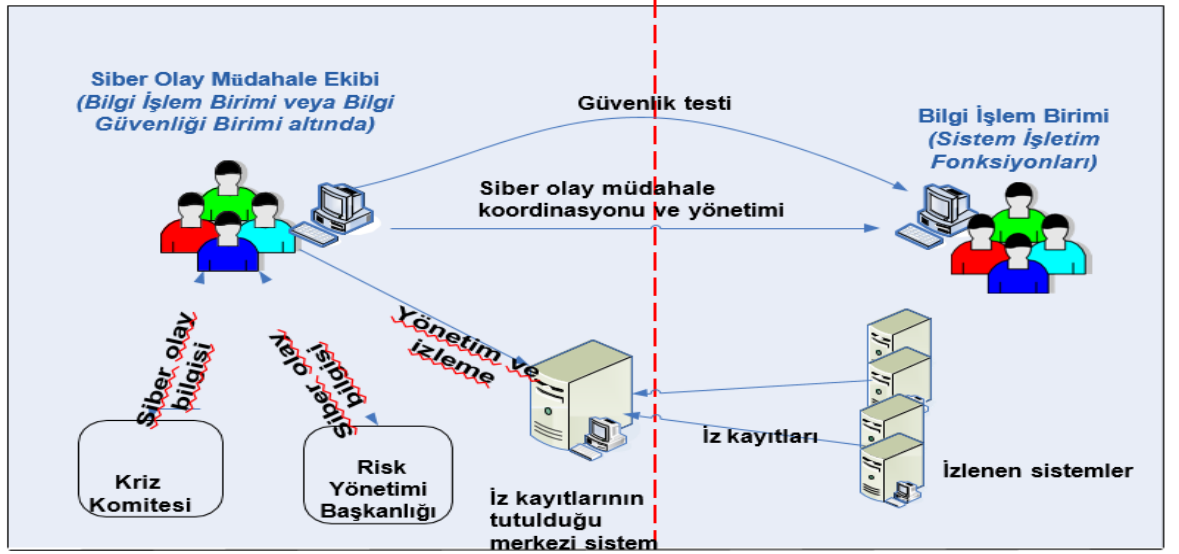 Siber Olay Müdahale Ekibi
(Bilgi İşlem Birimi veya Bilgi
Güvenliği Birimi altında)
Güvenlik testi
Bilgi İşlem Birimi
(Sistem İşletim
Fonksiyonları)
Siber olay müdahale
koordinasyonu ve yönetimi
Siber olay
bilgisi
Siber olay
bilgisi
Yönetim ve
izleme
İz kayıtları
İzlenen sistemler
Kriz
Komitesi
Risk
Yönetimi
Başkanlığı
İz kayıtlarının
tutulduğu
merkezi sistem